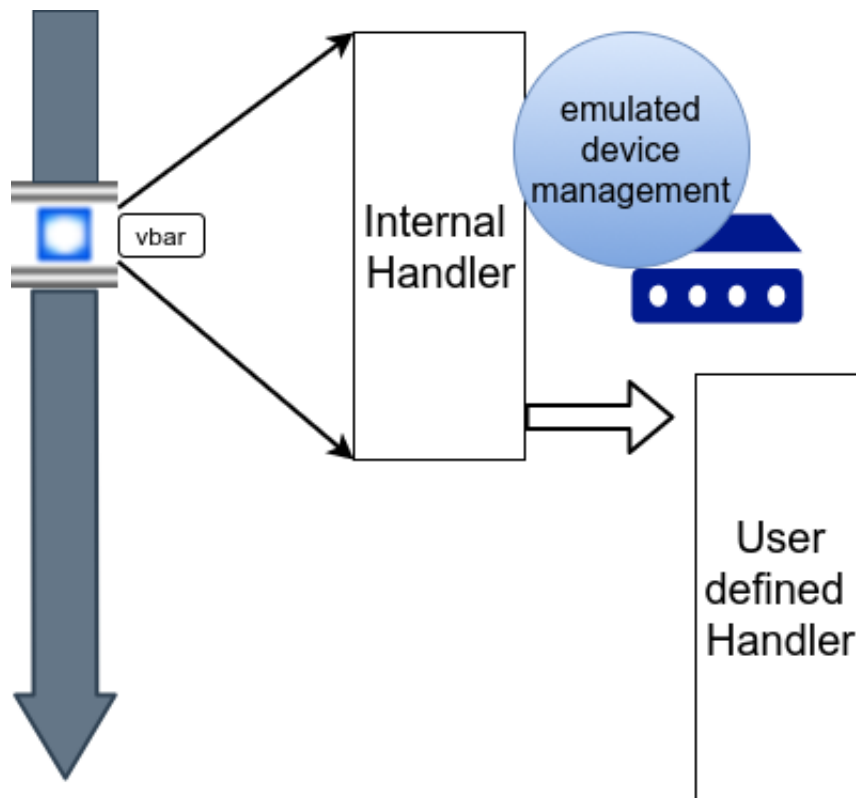 emulated
device
management
vbar
Internal
Handler
User
defined
Handler